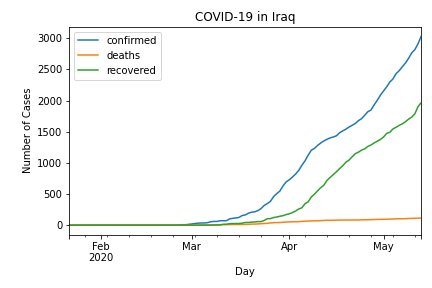 COVID-19 in Iraq
confirmed
deaths
recovered
Number of Cases
3000
2500
2000
1500
1000
500
0
Feb
2020
Mar
Apr
May
Day